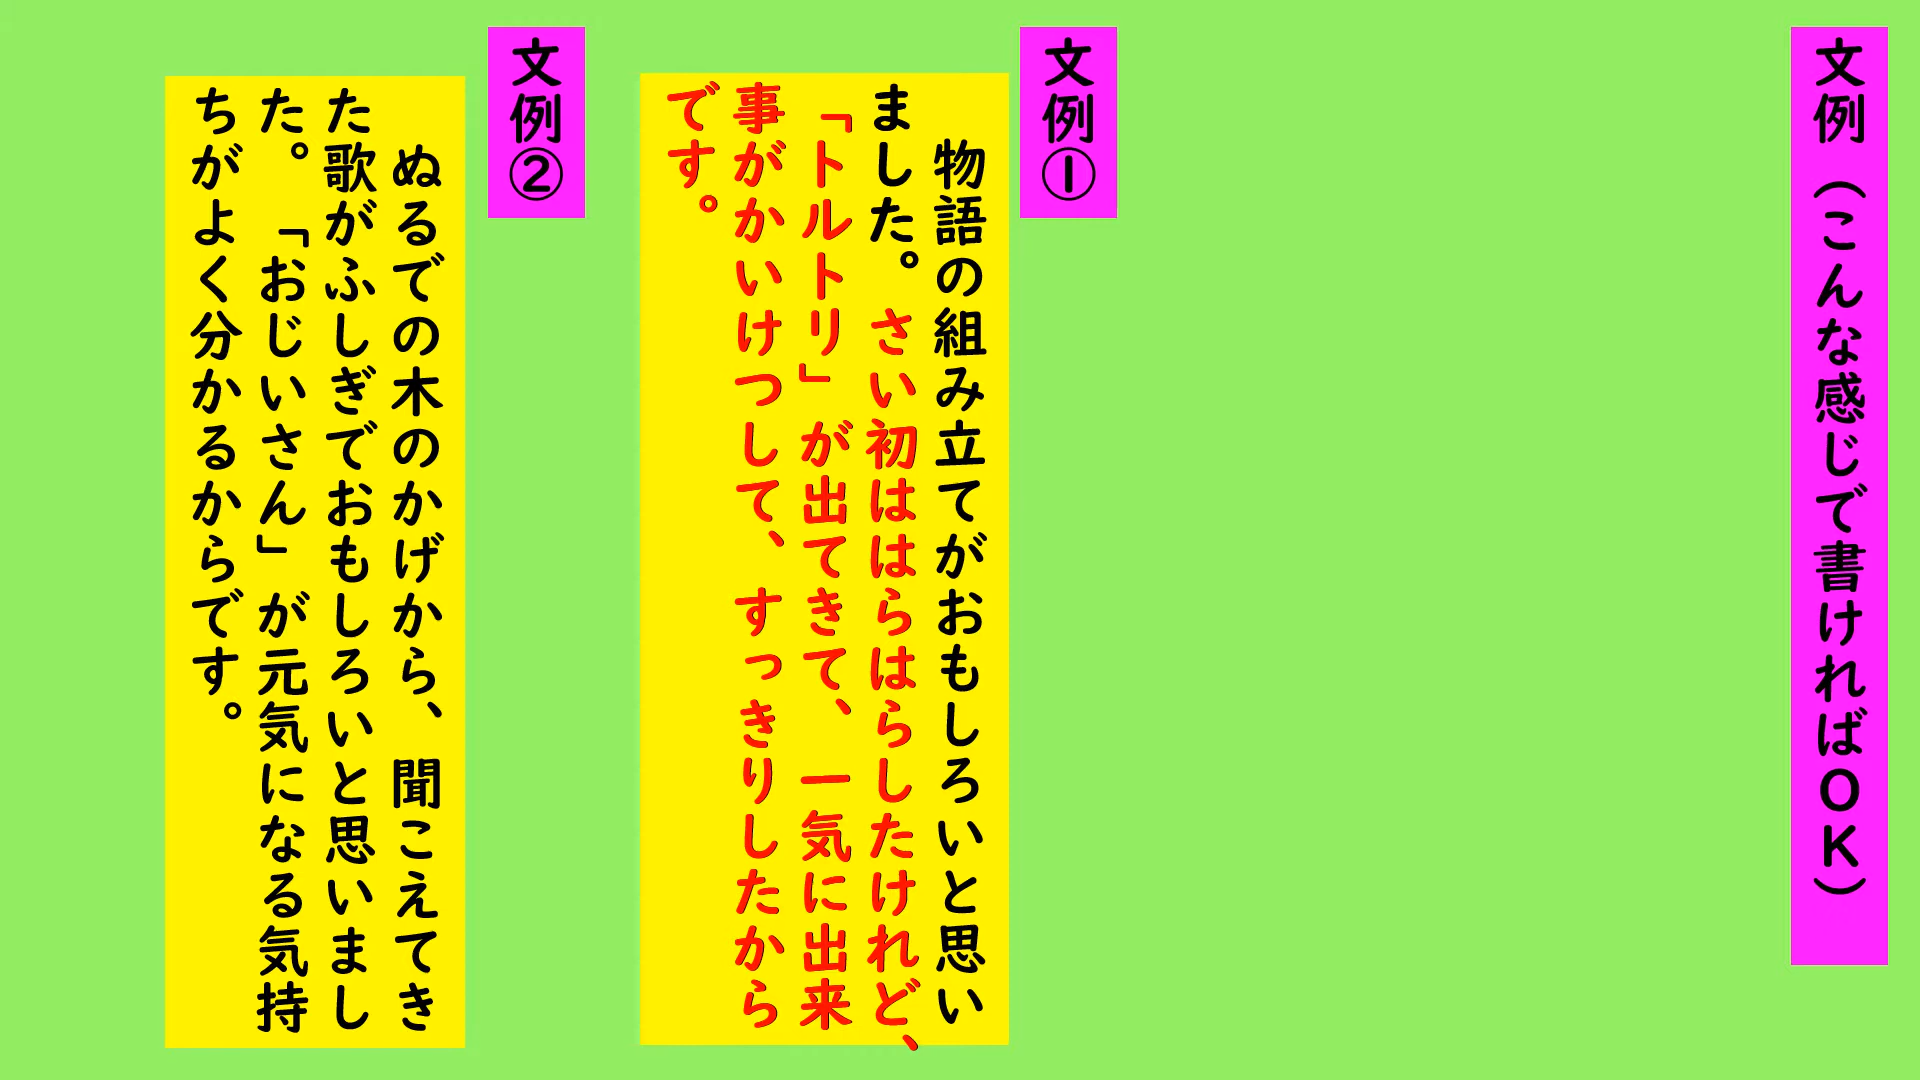 文例（こんな感じで書ければＯＫ）
文例①
物語の組み立てがおもしろいと思い
ました。さい初ははらはらしたけれど、
「トルトリ」が出てきて、一気に出来
事がかいけつして、すっきりしたから
です。
文例②
ぬるでの木のかげから、聞こえてき
た歌がふしぎでおもしろいと思いまし
た。「おじいさん」が元気になる気持
ちがよく分かるからです。